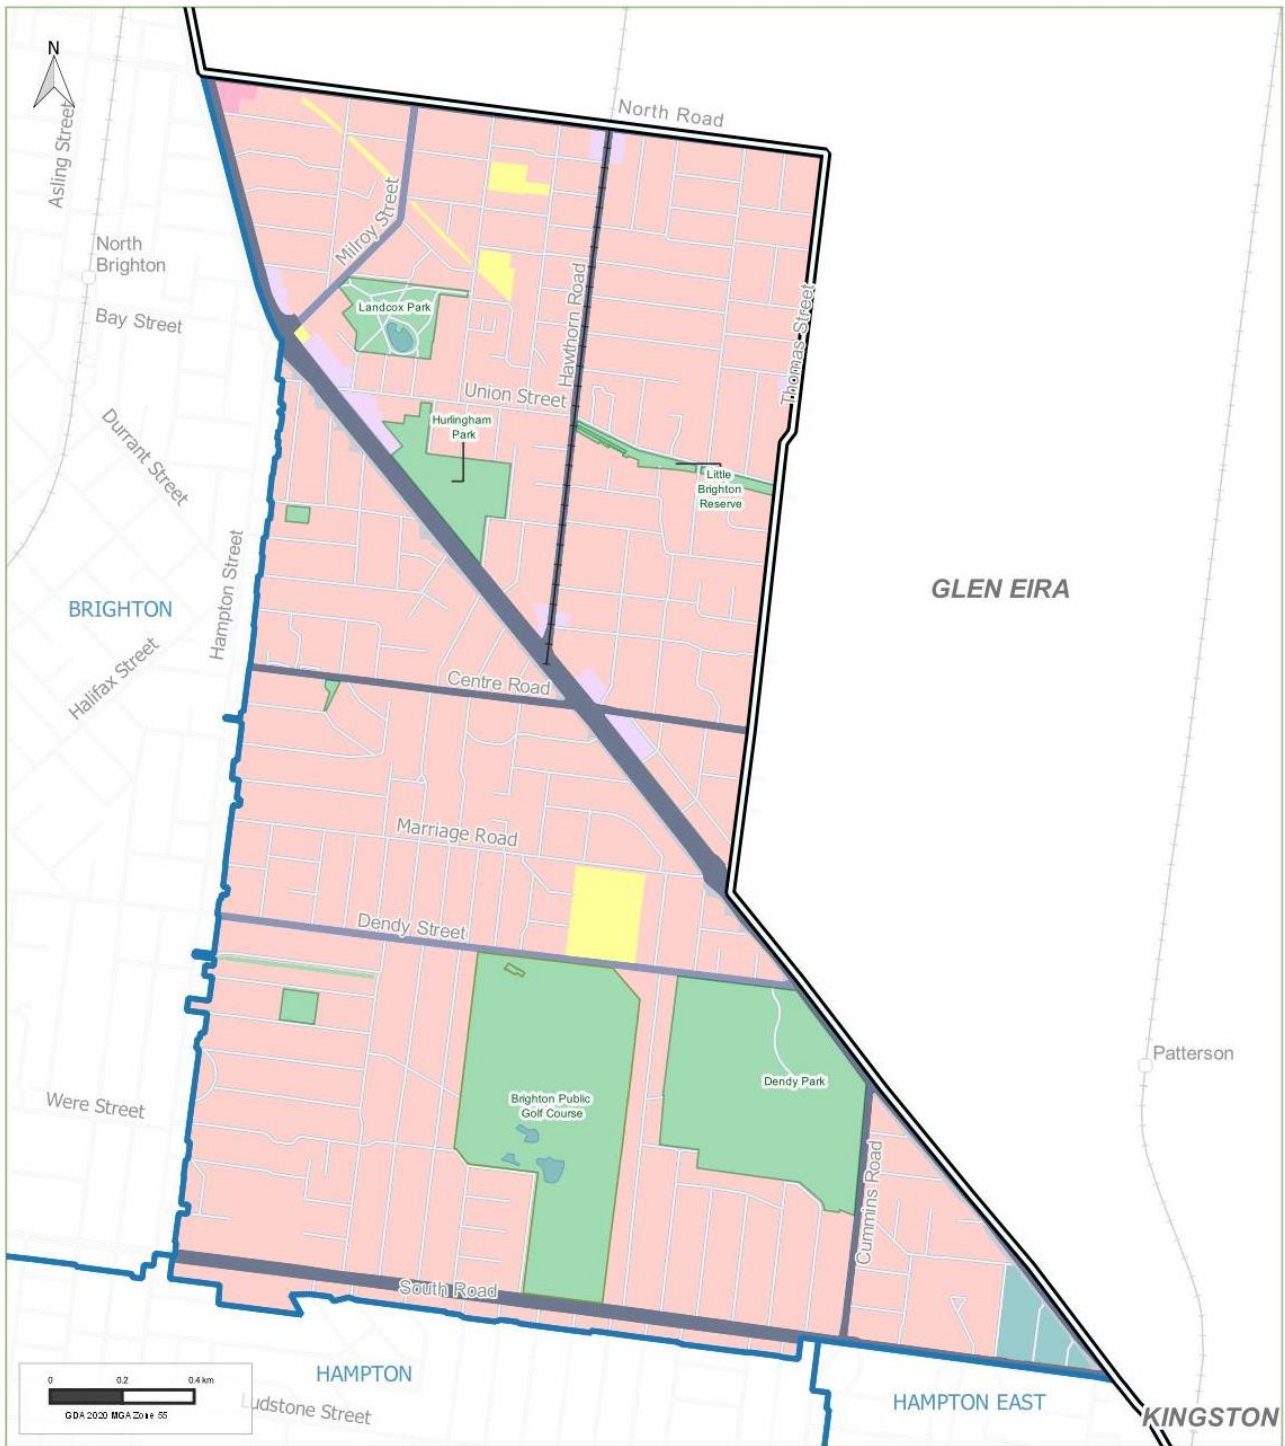 N
North Road
Asling Street
Milroy Street
North
Brighton
Bay Street
Landcox Park
Hawthorn Road
Thomas Street
Union Street
Hurlingham
Park
Durrant Street
Little
Brighton
Reserve
Hampton Street
GLEN EIRA
BRIGHTON
Halifax Street
Centre Road
Marriage Road
Dendy Street
Patterson
Dendy Park
Were Street
Brighton Public
Golf Course
Cummins Road
South Road
HAMPTON
HAMPTON EAST
KINGSTON
0 0.2 0.4 km
GDA 2020 MGA Zone 55
Ludstone Street